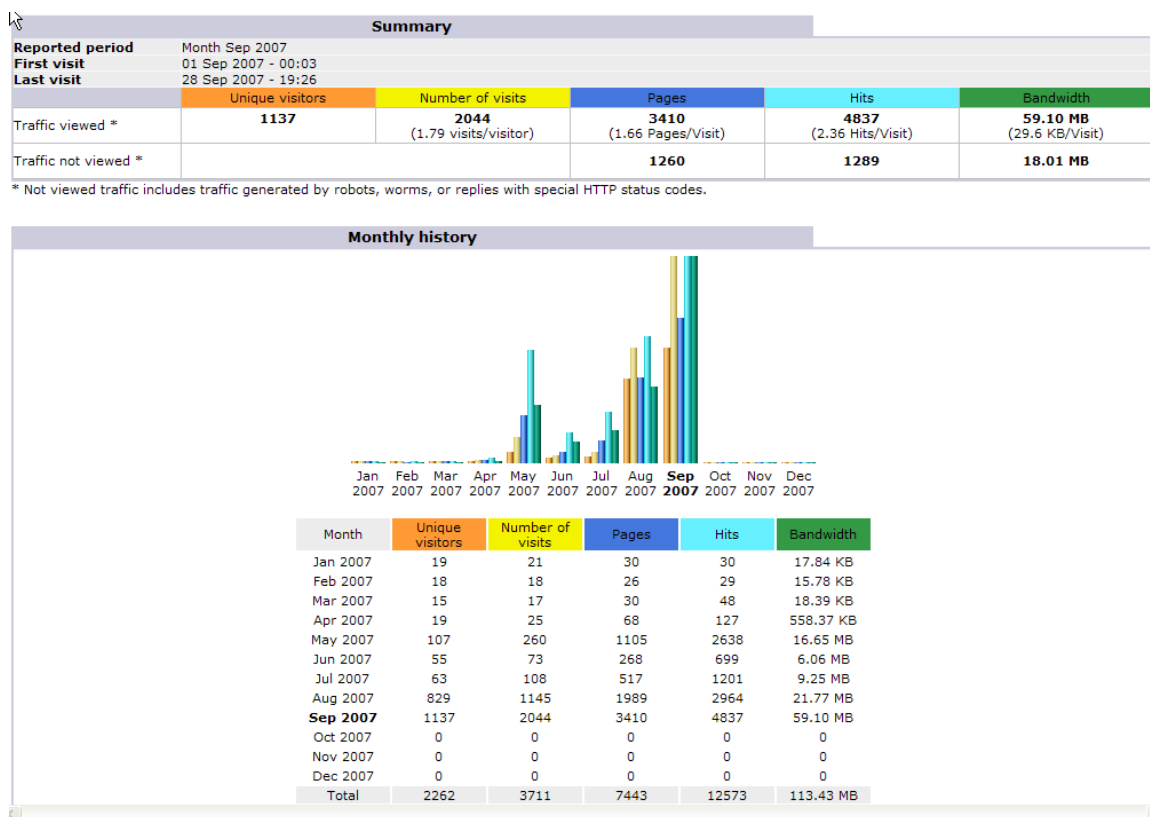 Summary
Reported period Month Sep 2007
First visit 01 Sep 2007 - 00:03
Last visit 28 Sep 2007 - 19:26
Unique visitors Number of visits Pages Hits Bandwidth
Traffic viewed * 1137 2044 3410 4837 59.10 MB
(1.79 visits/visitor) (1.66 Pages/Visit) (2.36 Hits/Visit) (29.6 KB/Visit)
Traffic not viewed * 1260 1289 18.01 MB
* Not viewed traffic includes traffic generated by robots, worms, or replies with special HTTP status codes.
Monthly history
Jan Feb Mar Apr May Jun Jul Aug Sep Oct Nov Dec
2007 2007 2007 2007 2007 2007 2007 2007 2007 2007 2007 2007
Month Unique visitors Number of visits Pages Hits Bandwidth
Jan 2007 19 21 30 30 17.84 KB
Feb 2007 18 18 26 29 15.78 KB
Mar 2007 15 17 30 48 18.39 KB
Apr 2007 19 25 68 127 558.37 KB
May 2007 107 260 1105 2638 16.65 MB
Jun 2007 55 73 268 699 6.06 MB
Jul 2007 63 108 517 1201 9.25 MB
Aug 2007 829 1145 1989 2964 21.77 MB
Sep 2007 1137 2044 3410 4837 59.10 MB
Oct 2007 0 0 0 0 0
Nov 2007 0 0 0 0 0
Dec 2007 0 0 0 0 0
Total 2262 3711 7443 12573 113.43 MB